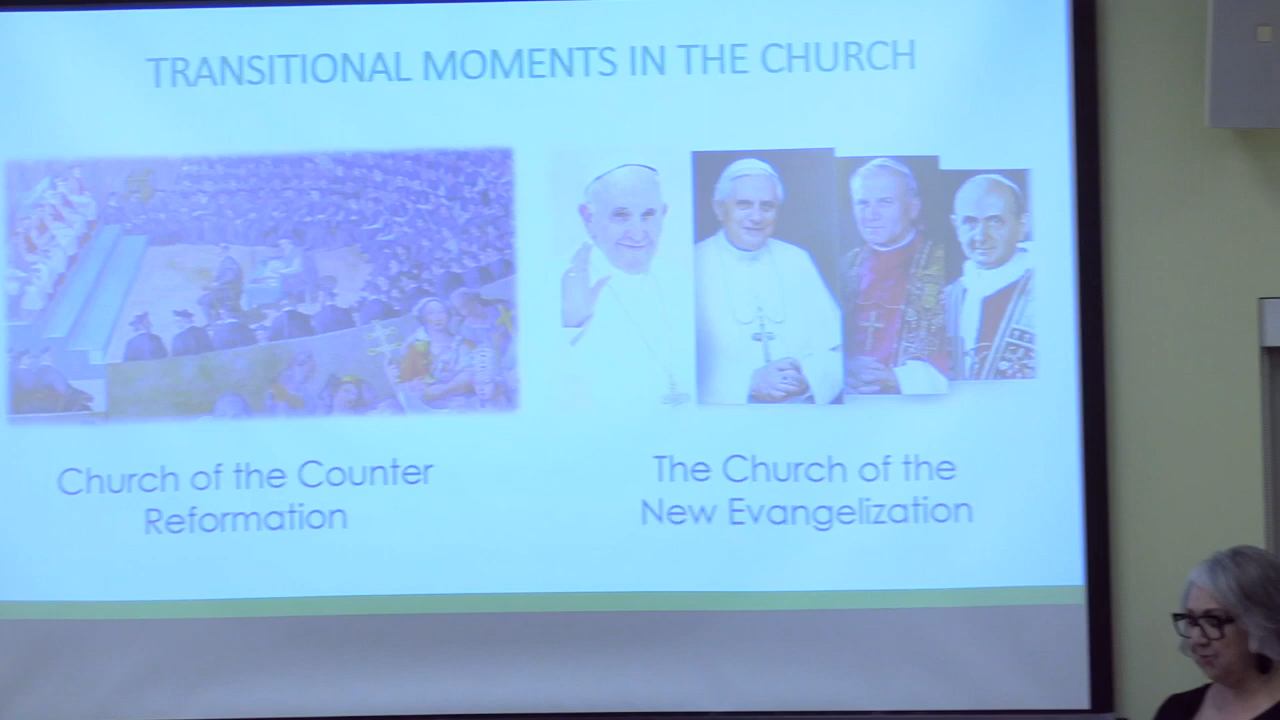 TRANSITIONAL MOMENTS IN THE CHURCH
Church of the Counter
Reformation
The Church of the
New Evangelization